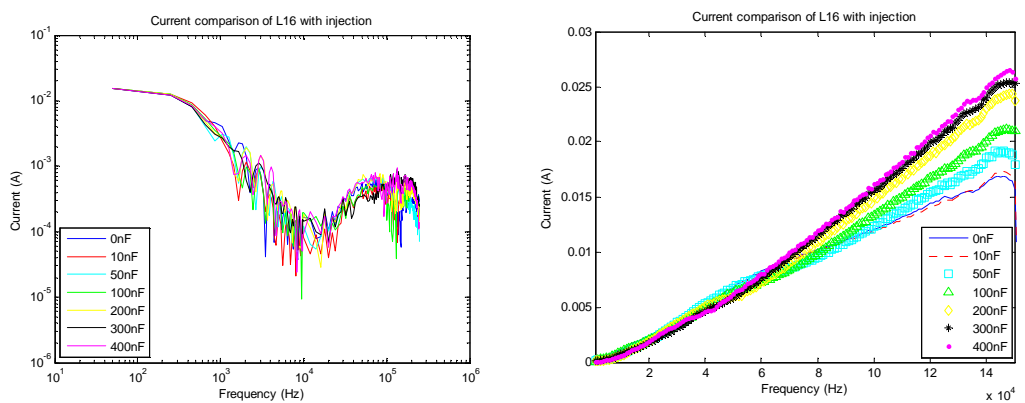 Current comparison of L16 with injection
10^-1
10^-2
10^-3
10^-4
10^-5
10^-6
Current (A)
0nF
10nF
50nF
100nF
200nF
300nF
400nF
10^1
10^2
10^3
10^4
10^5
10^6
Frequency (Hz)
Current comparison of L16 with injection
0.03
0.025
0.02
0.015
0.01
0.005
0
Current (A)
0nF
10nF
50nF
100nF
200nF
300nF
400nF
2
4
6
8
10
12
14
x 10^4
Frequency (Hz)